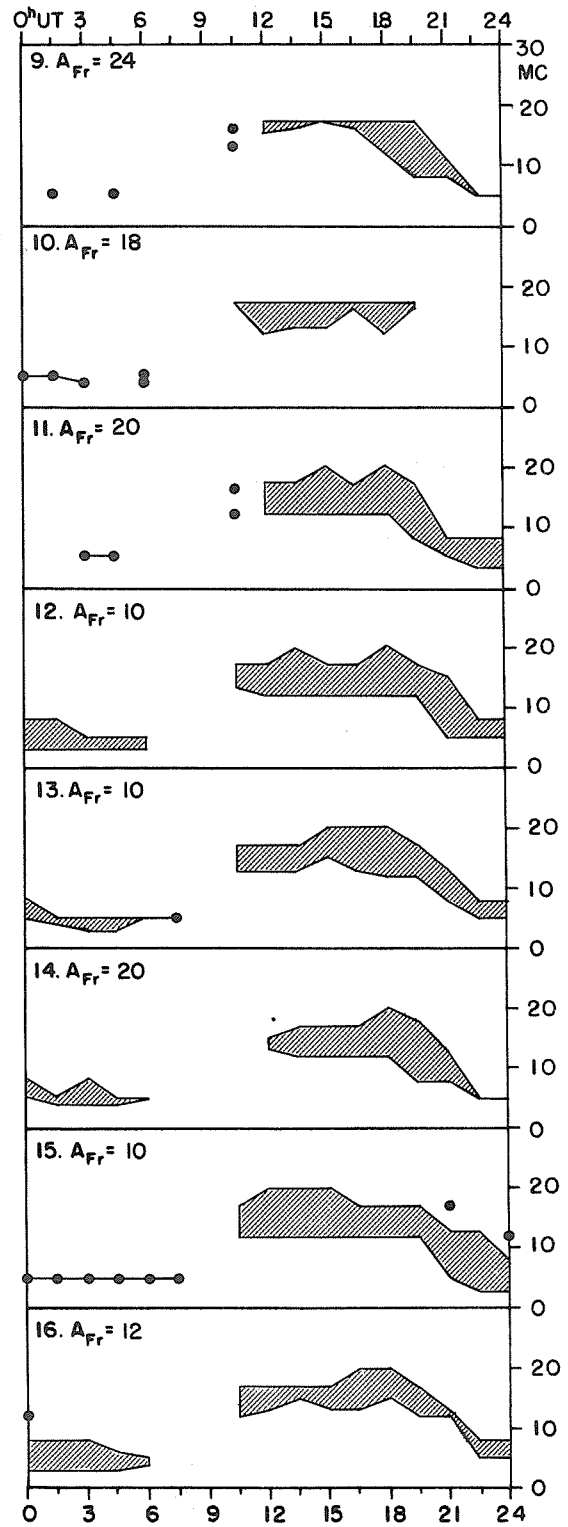 0ʰUT 3 6 9 12 15 18 21 24
30
MC
9. A_Fr = 24
20
10
0
10. A_Fr = 18
20
10
0
11. A_Fr = 20
20
10
0
12. A_Fr = 10
20
10
0
13. A_Fr = 10
20
10
0
14. A_Fr = 20
20
10
0
15. A_Fr = 10
20
10
0
16. A_Fr = 12
20
10
0
0 3 6 9 12 15 18 21 24